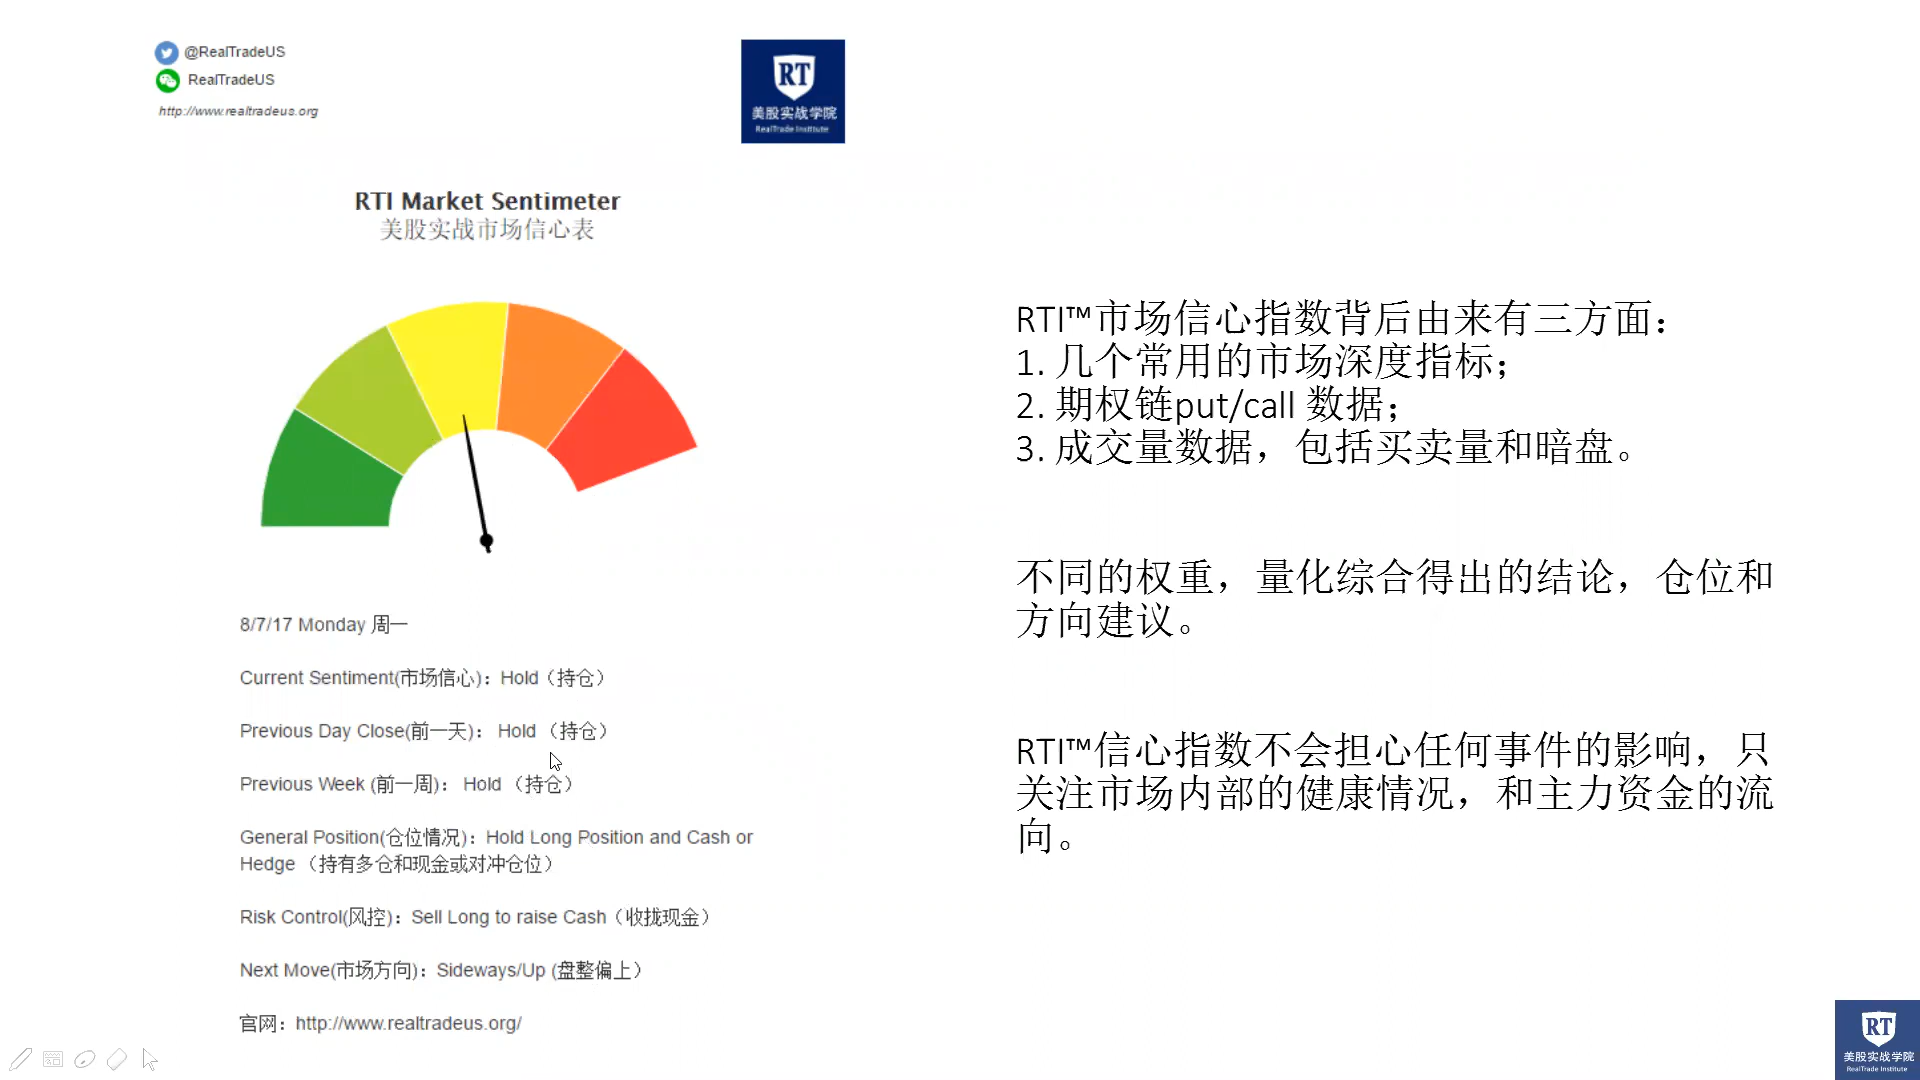 @RealTradeUS
RealTradeUS
http://www.realtradeus.org
RT
美股实战学院
RealTrade Institute
RTI Market Sentimeter
美股实战市场信心表
8/7/17 Monday 周一
Current Sentiment(市场信心)：Hold（持仓）
Previous Day Close(前一天)： Hold （持仓）
Previous Week (前一周)： Hold （持仓）
General Position(仓位情况)：Hold Long Position and Cash or
Hedge （持有多仓和现金或对冲仓位）
Risk Control(风控)：Sell Long to raise Cash（收拢现金）
Next Move(市场方向)：Sideways/Up (盘整偏上）
官网：http://www.realtradeus.org/
RTI™市场信心指数背后由来有三方面：
1. 几个常用的市场深度指标；
2. 期权链put/call 数据；
3. 成交量数据，包括买卖量和暗盘。
不同的权重，量化综合得出的结论，仓位和
方向建议。
RTI™信心指数不会担心任何事件的影响，只
关注市场内部的健康情况，和主力资金的流
向。
RT
美股实战学院
RealTrade Institute